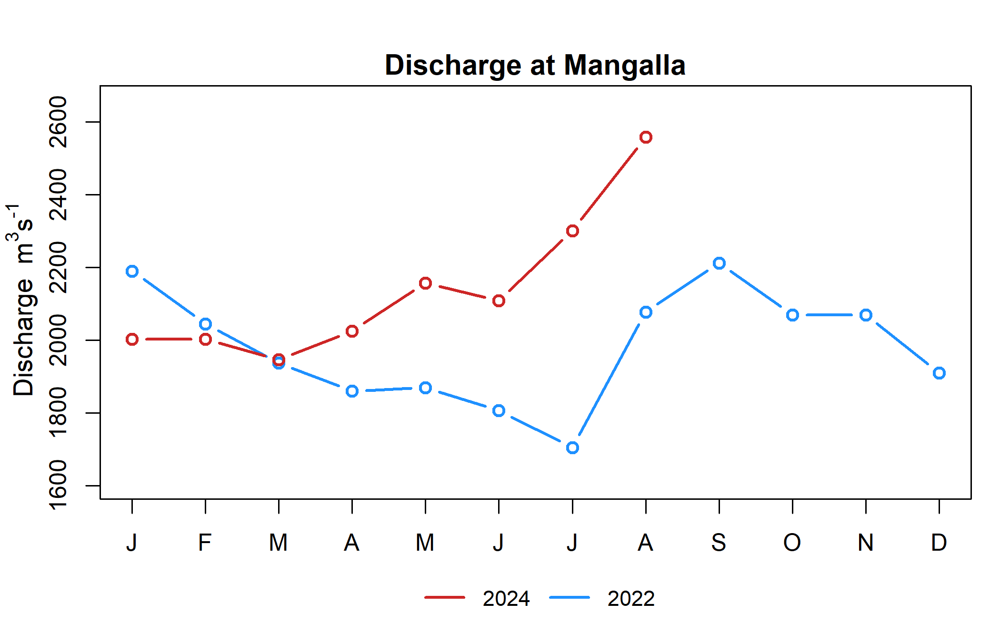 Discharge at Mangalla
Discharge m³s⁻¹
2600
2400
2200
2000
1800
1600
J F M A M J J A S O N D
2024 2022